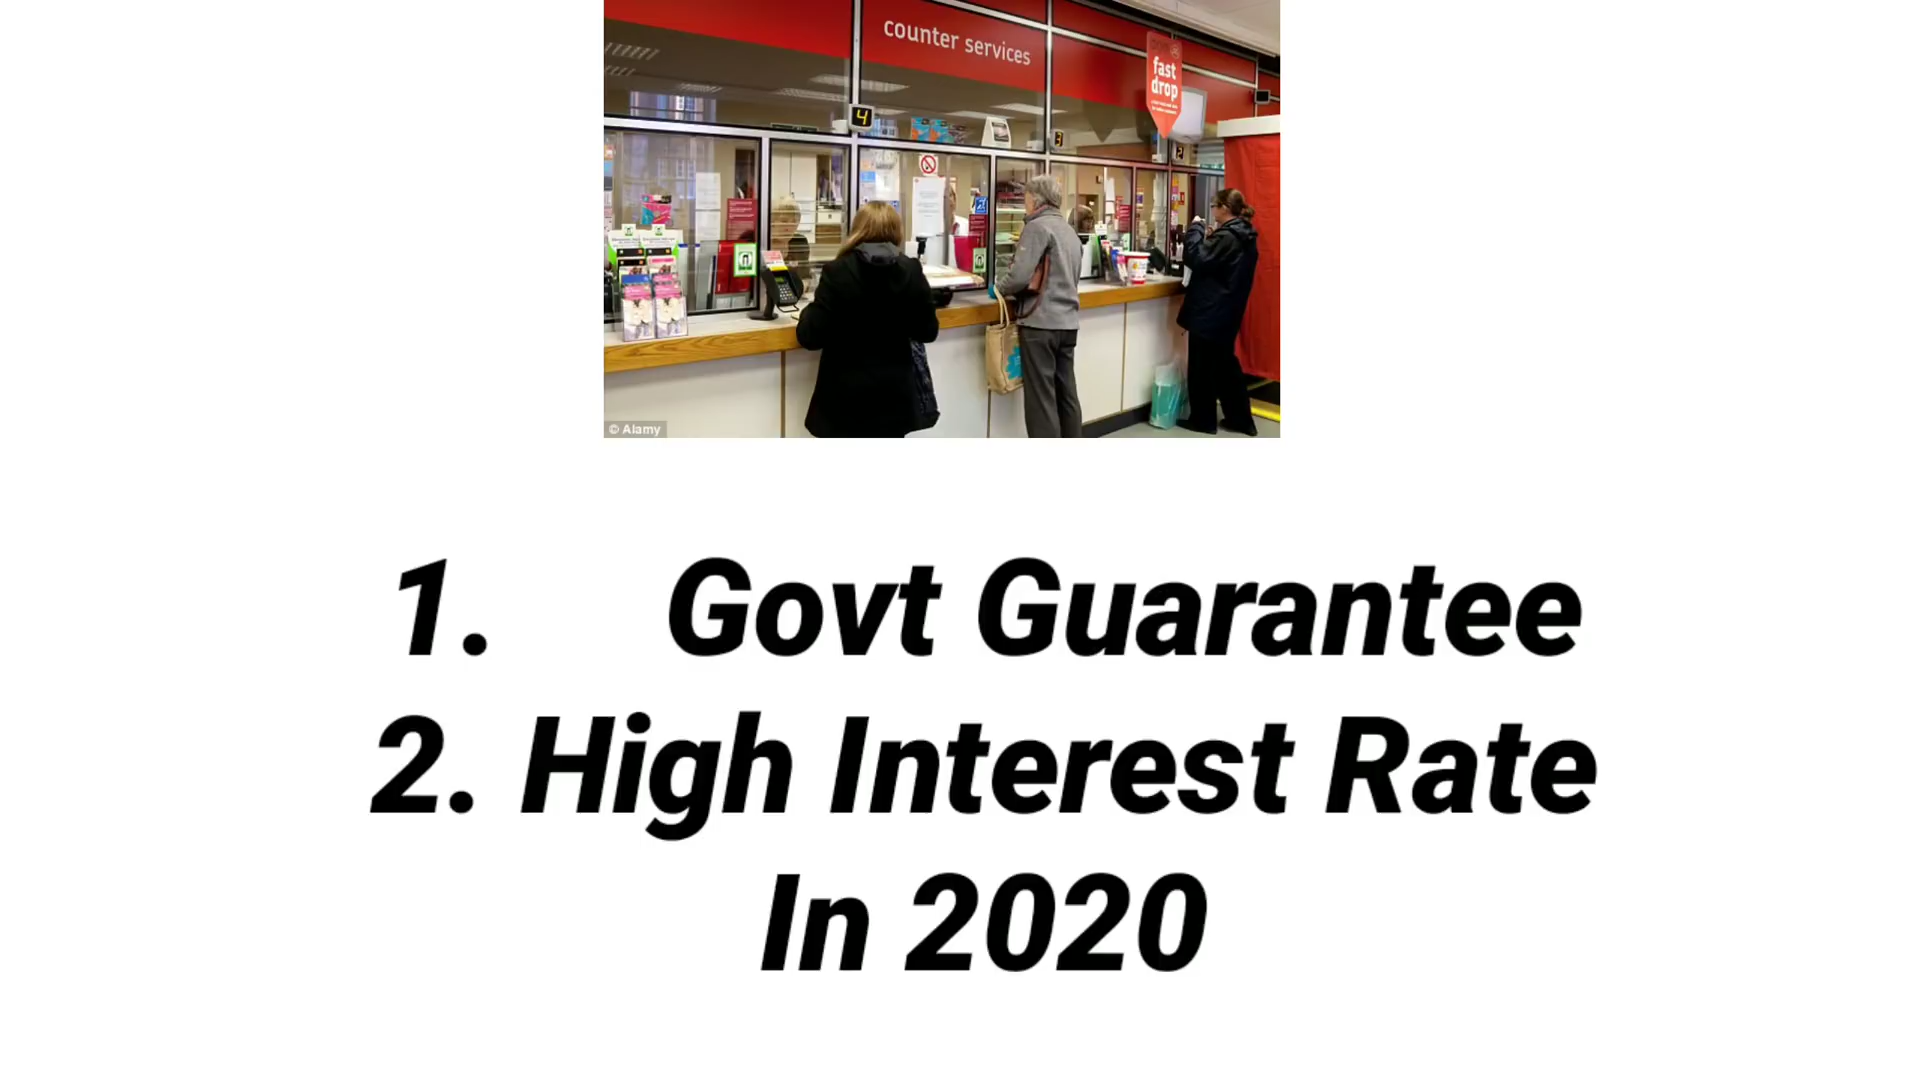 counter services
fast
drop
4
3
2
© Alamy
1. Govt Guarantee
2. High Interest Rate
In 2020